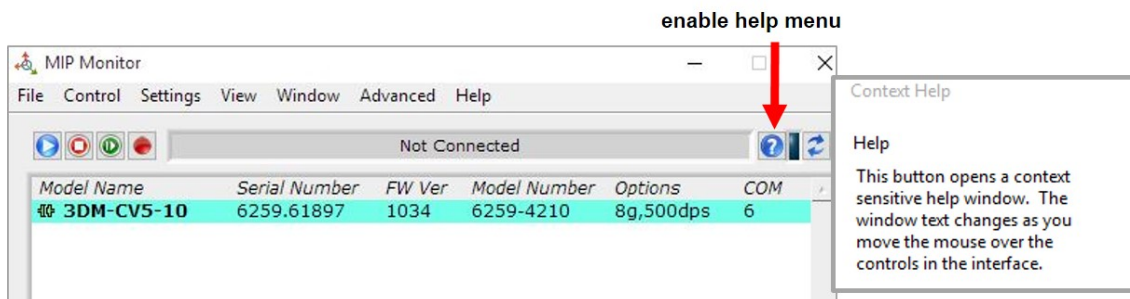 enable help menu
MIP Monitor
File Control Settings View Window Advanced Help
Not Connected
Model Name Serial Number FW Ver Model Number Options COM
3DM-CV5-10 6259.61897 1034 6259-4210 8g,500dps 6
Context Help
Help
This button opens a context
sensitive help window. The
window text changes as you
move the mouse over the
controls in the interface.